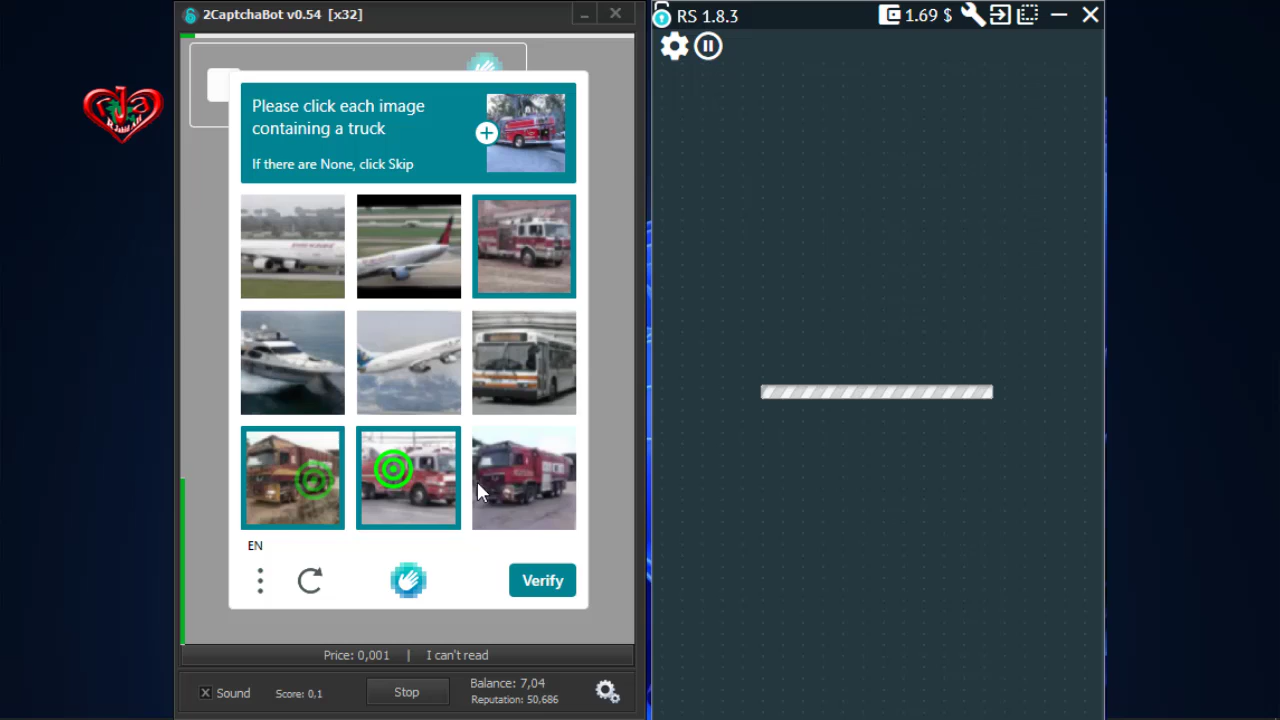 2CaptchaBot v0.54 [x32]
RS 1.8.3
1.69 $
Please click each image
containing a truck
If there are None, click Skip
EN
Verify
Price: 0,001 | I can't read
Sound
Score: 0,1
Stop
Balance: 7,04
Reputation: 50,686